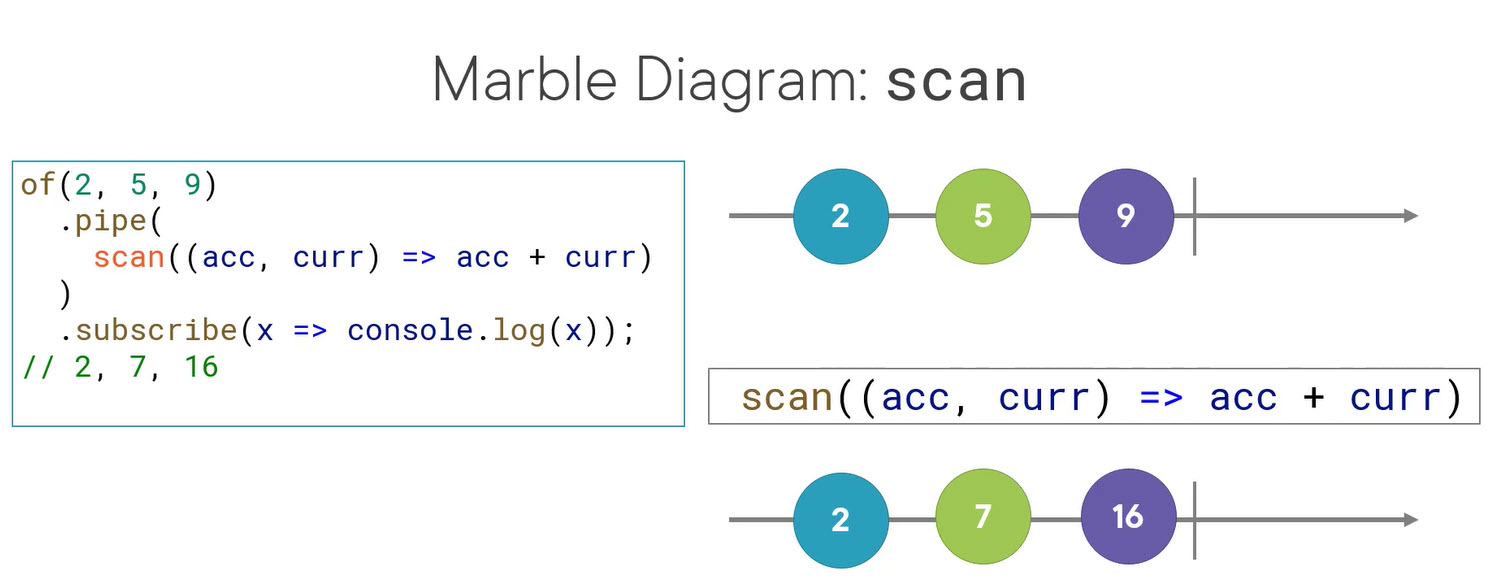 Marble Diagram: scan
of(2, 5, 9)
  .pipe(
    scan((acc, curr) => acc + curr)
  )
  .subscribe(x => console.log(x));
// 2, 7, 16
2 5 9
scan((acc, curr) => acc + curr)
2 7 16